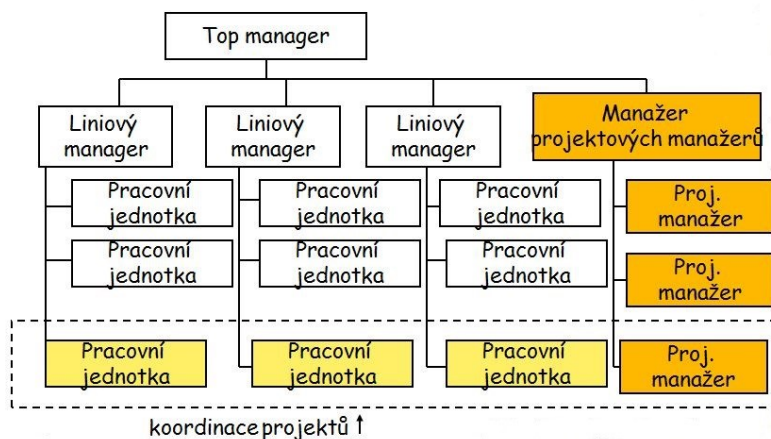 Top manager
Liniový
manager
Liniový
manager
Liniový
manager
Manažer
projektových manažerů
Pracovní
jednotka
Pracovní
jednotka
Pracovní
jednotka
Proj.
manažer
Pracovní
jednotka
Pracovní
jednotka
Pracovní
jednotka
Proj.
manažer
Pracovní
jednotka
Pracovní
jednotka
Pracovní
jednotka
Proj.
manažer
koordinace projektů ↑